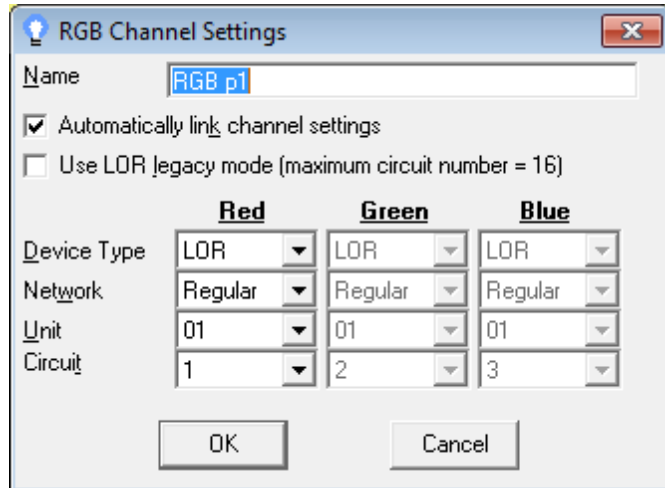 RGB Channel Settings
Name RGB p1
Automatically link channel settings
Use LOR legacy mode (maximum circuit number = 16)
Red Green Blue
Device Type LOR LOR LOR
Network Regular Regular Regular
Unit 01 01 01
Circuit 1 2 3
OK Cancel